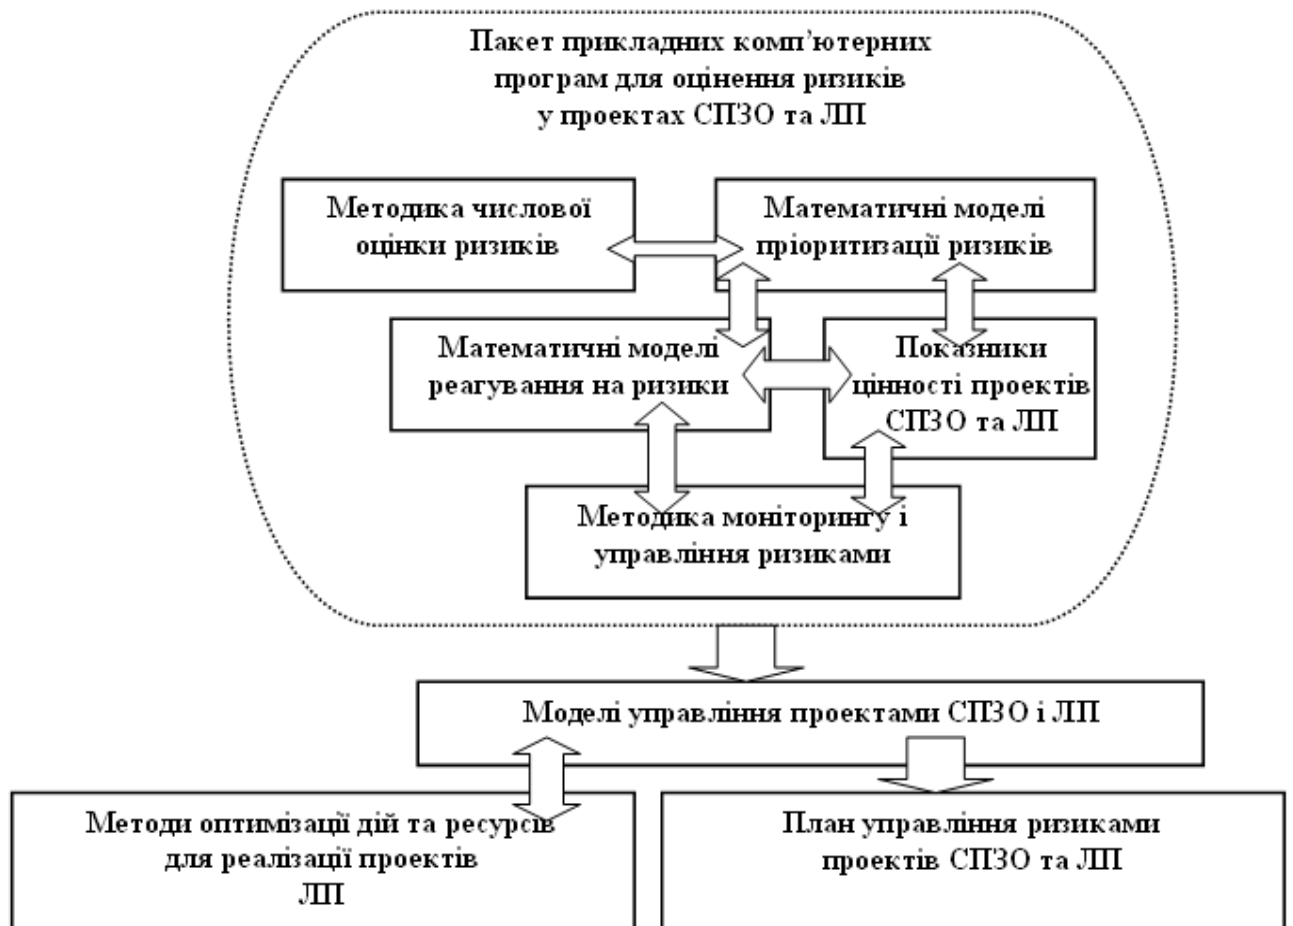 Пакет прикладних комп’ютерних
програм для оцінення ризиків
у проектах СПЗО та ЛП
Методика числової
оцінки ризиків
Математичні моделі
пріоритизації ризиків
Математичні моделі
реагування на ризики
Показники
цінності проектів
СПЗО та ЛП
Методика моніторингу і
управління ризиками
Моделі управління проектами СПЗО і ЛП
Методи оптимізації дій та ресурсів
для реалізації проектів
ЛП
План управління ризиками
проектів СПЗО та ЛП